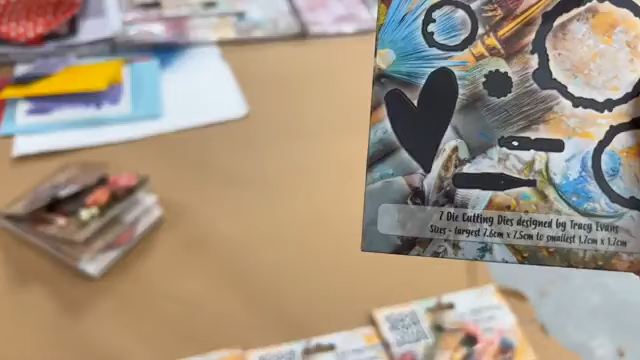 7 Die Cutting Dies designed by Tracy Evans
Sizes - largest 7.6cm x 7.5cm to smallest 1.7cm x 1.7cm